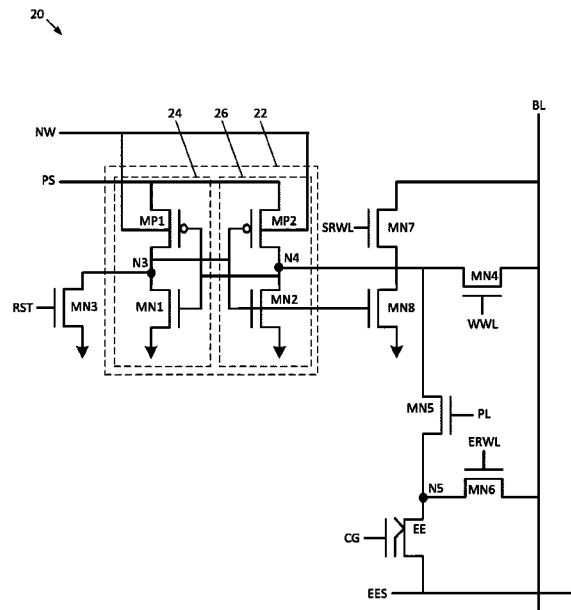 20
BL
24 26 22
NW
PS
MP1 MP2
SRWL MN7
N3 N4
MN4
MN3 MN1 MN2 MN8
RST
WWL
MN5 PL
ERWL
N5 MN6
EE
CG
EES